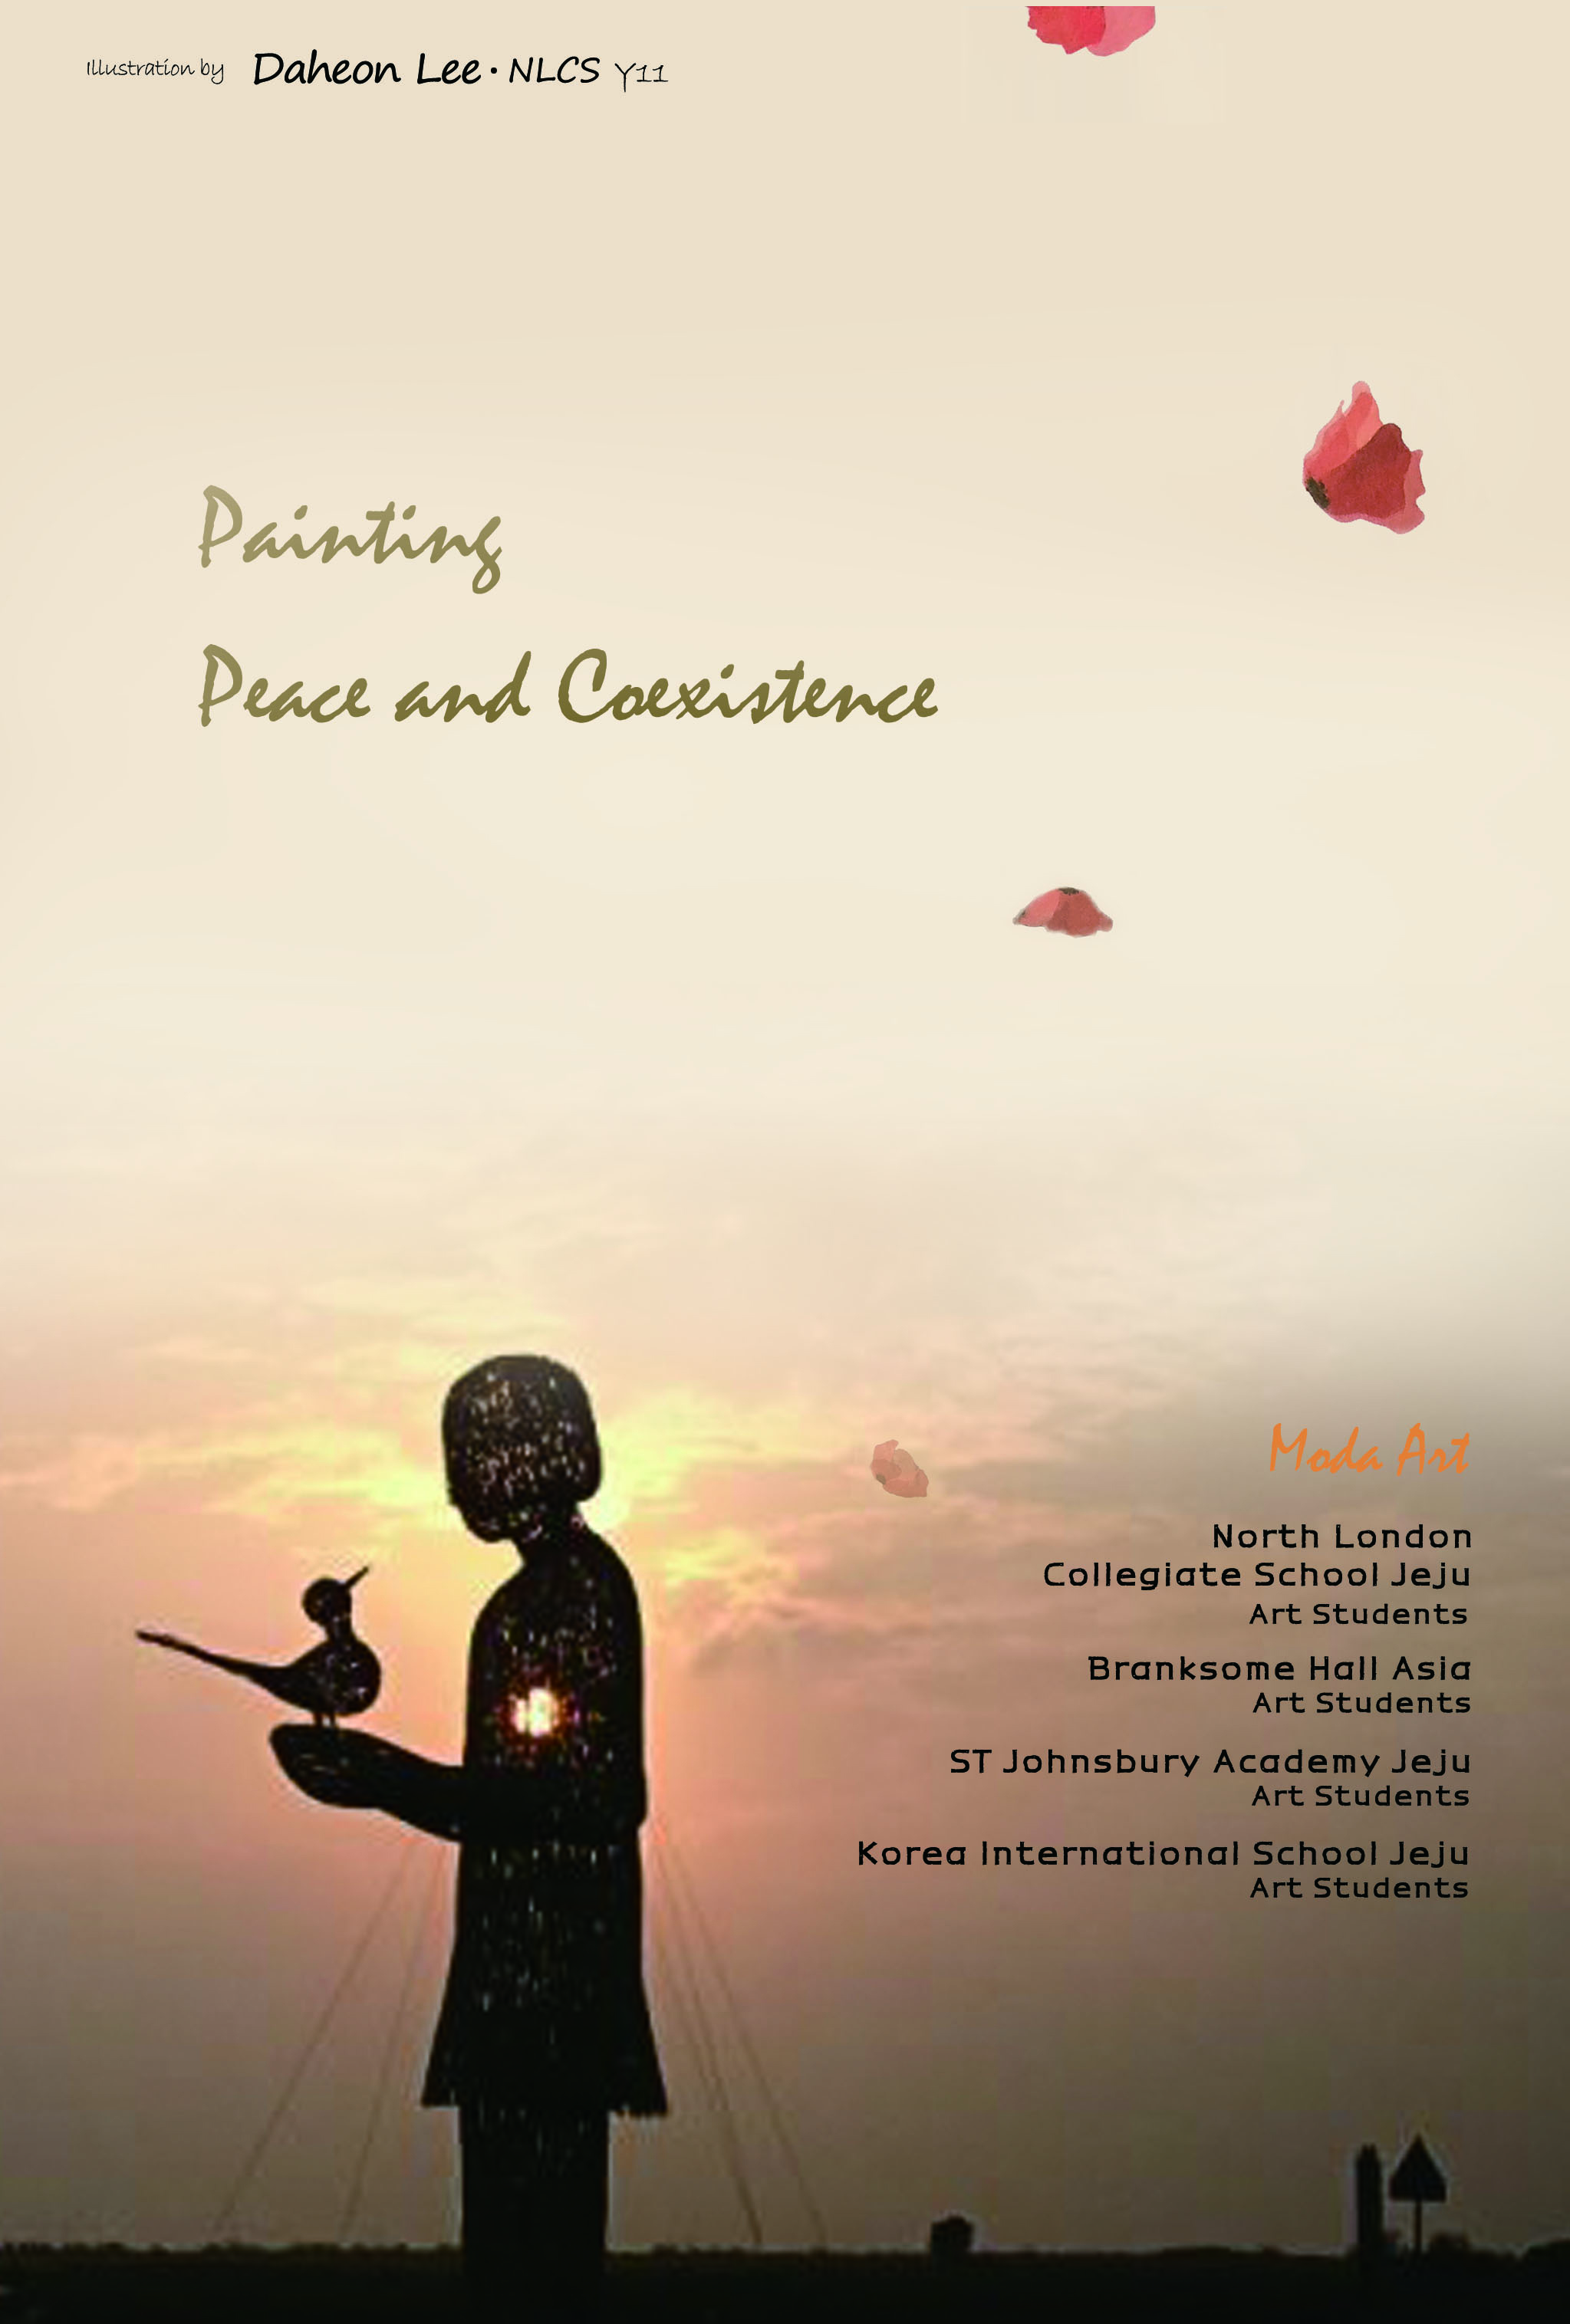 Illustration by Daheon Lee · NLCS Y11
Painting
Peace and Coexistence
Moda Art
North London
Collegiate School Jeju
Art Students
Branksome Hall Asia
Art Students
ST Johnsbury Academy Jeju
Art Students
Korea International School Jeju
Art Students